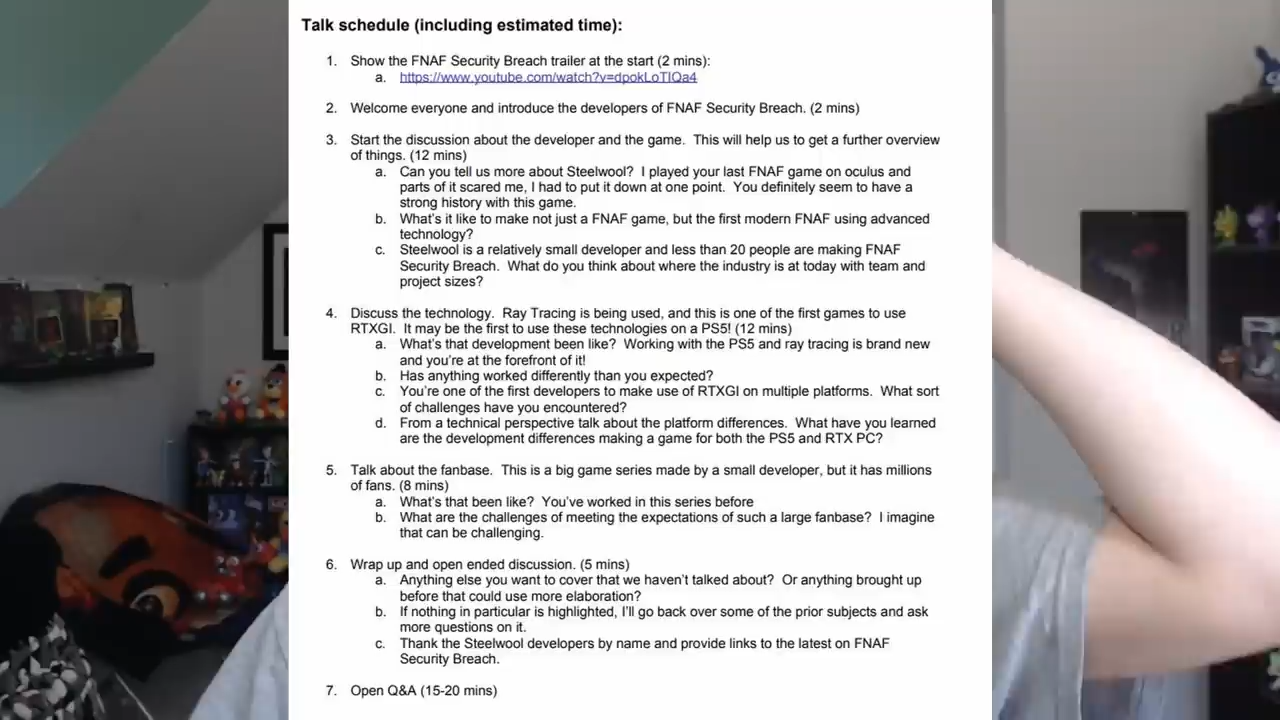 Talk schedule (including estimated time):
1. Show the FNAF Security Breach trailer at the start (2 mins):
a. https://www.youtube.com/watch?v=dpokLoTIQa4
2. Welcome everyone and introduce the developers of FNAF Security Breach. (2 mins)
3. Start the discussion about the developer and the game. This will help us to get a further overview
of things. (12 mins)
a. Can you tell us more about Steelwool? I played your last FNAF game on oculus and
parts of it scared me, I had to put it down at one point. You definitely seem to have a
strong history with this game.
b. What's it like to make not just a FNAF game, but the first modern FNAF using advanced
technology?
c. Steelwool is a relatively small developer and less than 20 people are making FNAF
Security Breach. What do you think about where the industry is at today with team and
project sizes?
4. Discuss the technology. Ray Tracing is being used, and this is one of the first games to use
RTXGI. It may be the first to use these technologies on a PS5! (12 mins)
a. What's that development been like? Working with the PS5 and ray tracing is brand new
and you're at the forefront of it!
b. Has anything worked differently than you expected?
c. You're one of the first developers to make use of RTXGI on multiple platforms. What sort
of challenges have you encountered?
d. From a technical perspective talk about the platform differences. What have you learned
are the development differences making a game for both the PS5 and RTX PC?
5. Talk about the fanbase. This is a big game series made by a small developer, but it has millions
of fans. (8 mins)
a. What's that been like? You've worked in this series before
b. What are the challenges of meeting the expectations of such a large fanbase? I imagine
that can be challenging.
6. Wrap up and open ended discussion. (5 mins)
a. Anything else you want to cover that we haven't talked about? Or anything brought up
before that could use more elaboration?
b. If nothing in particular is highlighted, I'll go back over some of the prior subjects and ask
more questions on it.
c. Thank the Steelwool developers by name and provide links to the latest on FNAF
Security Breach.
7. Open Q&A (15-20 mins)